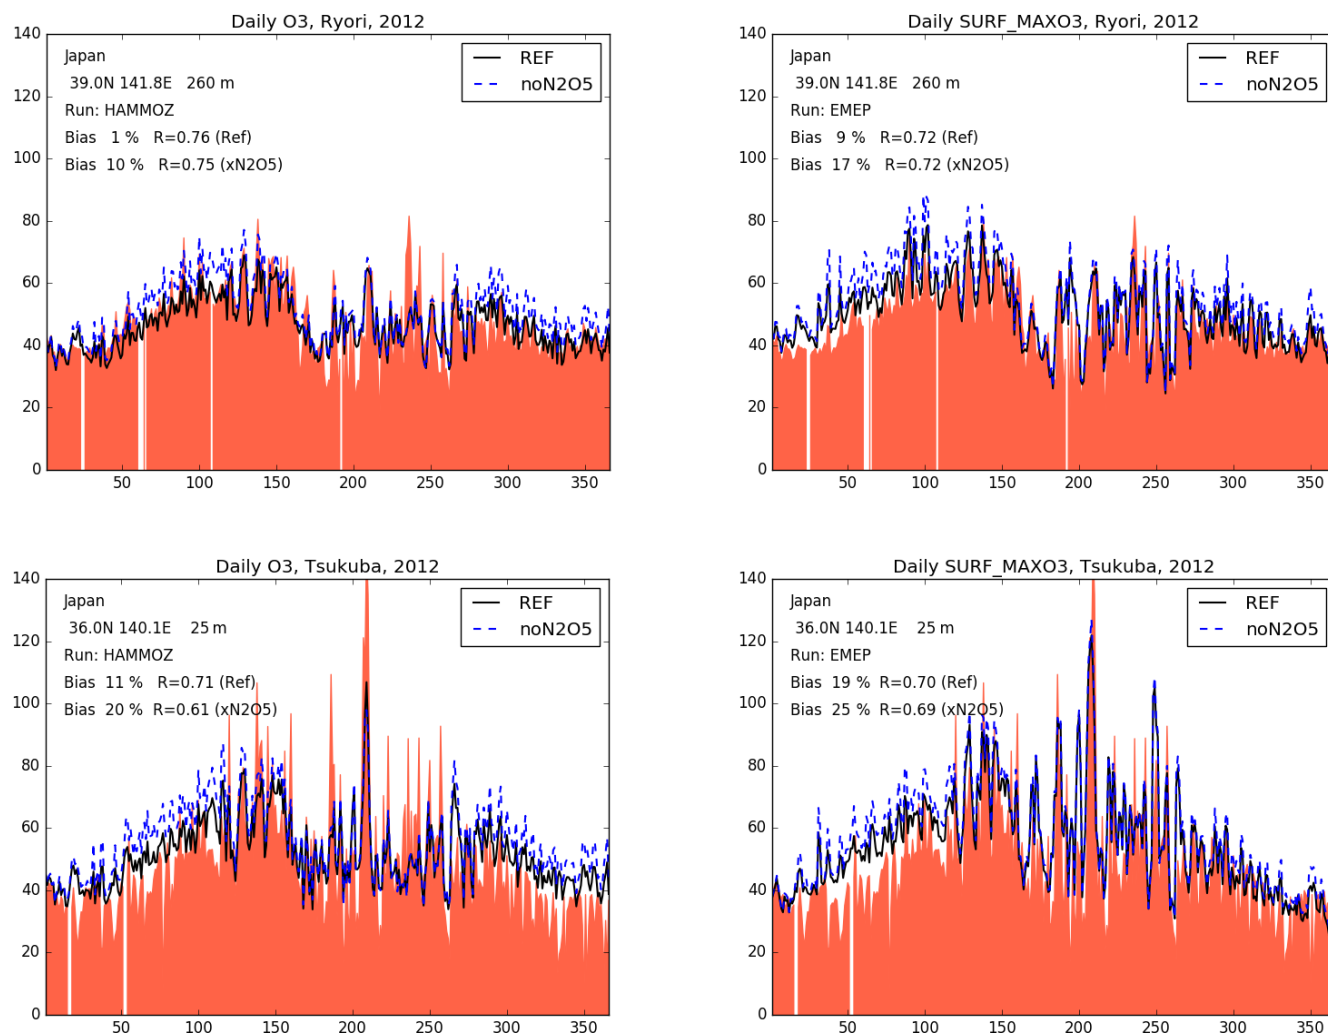 Daily O3, Ryori, 2012
140
120
100
80
60
40
20
0
Japan
39.0N 141.8E 260 m
Run: HAMMOZ
Bias 1 % R=0.76 (Ref)
Bias 10 % R=0.75 (xN2O5)
REF
noN2O5
50 100 150 200 250 300 350
Daily SURF_MAXO3, Ryori, 2012
140
120
100
80
60
40
20
0
Japan
39.0N 141.8E 260 m
Run: EMEP
Bias 9 % R=0.72 (Ref)
Bias 17 % R=0.72 (xN2O5)
REF
noN2O5
50 100 150 200 250 300 350
Daily O3, Tsukuba, 2012
140
120
100
80
60
40
20
0
Japan
36.0N 140.1E 25 m
Run: HAMMOZ
Bias 11 % R=0.71 (Ref)
Bias 20 % R=0.61 (xN2O5)
REF
noN2O5
50 100 150 200 250 300 350
Daily SURF_MAXO3, Tsukuba, 2012
140
120
100
80
60
40
20
0
Japan
36.0N 140.1E 25 m
Run: EMEP
Bias 19 % R=0.70 (Ref)
Bias 25 % R=0.69 (xN2O5)
REF
noN2O5
50 100 150 200 250 300 350